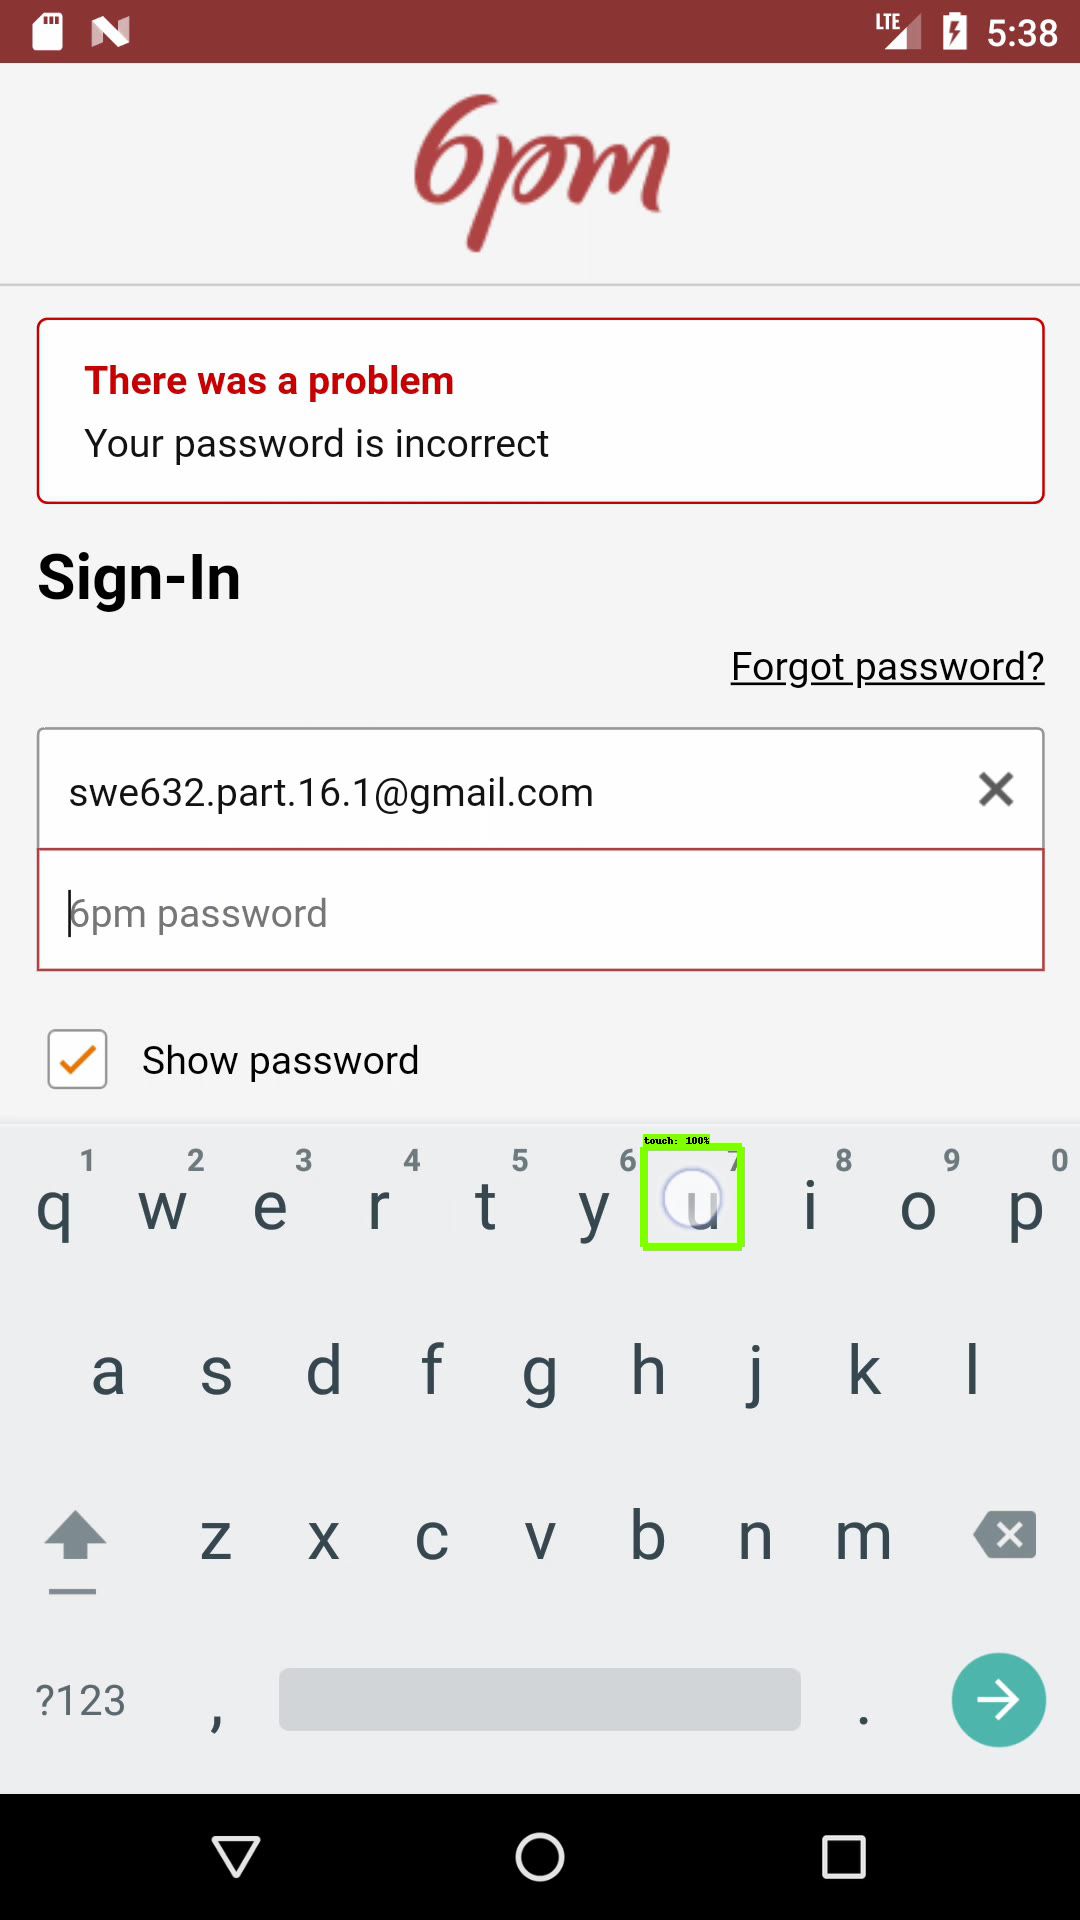 LTE 5:38
6pm
There was a problem
Your password is incorrect
Sign-In
Forgot password?
swe632.part.16.1@gmail.com
6pm password
Show password
touch: 100%
1 2 3 4 5 6 7 8 9 0
q w e r t y u i o p
a s d f g h j k l
z x c v b n m
?123 , .